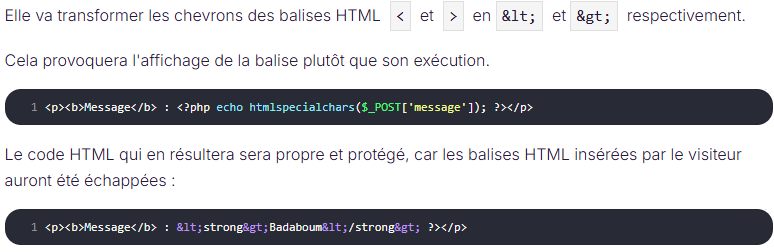 Elle va transformer les chevrons des balises HTML < et > en &lt; et &gt; respectivement.
Cela provoquera l'affichage de la balise plutôt que son exécution.
1 <p><b>Message</b> : <?php echo htmlspecialchars($_POST['message']); ?></p>
Le code HTML qui en résultera sera propre et protégé, car les balises HTML insérées par le visiteur
auront été échappées :
1 <p><b>Message</b> : &lt;strong&gt;Badaboum&lt;/strong&gt; ?></p>